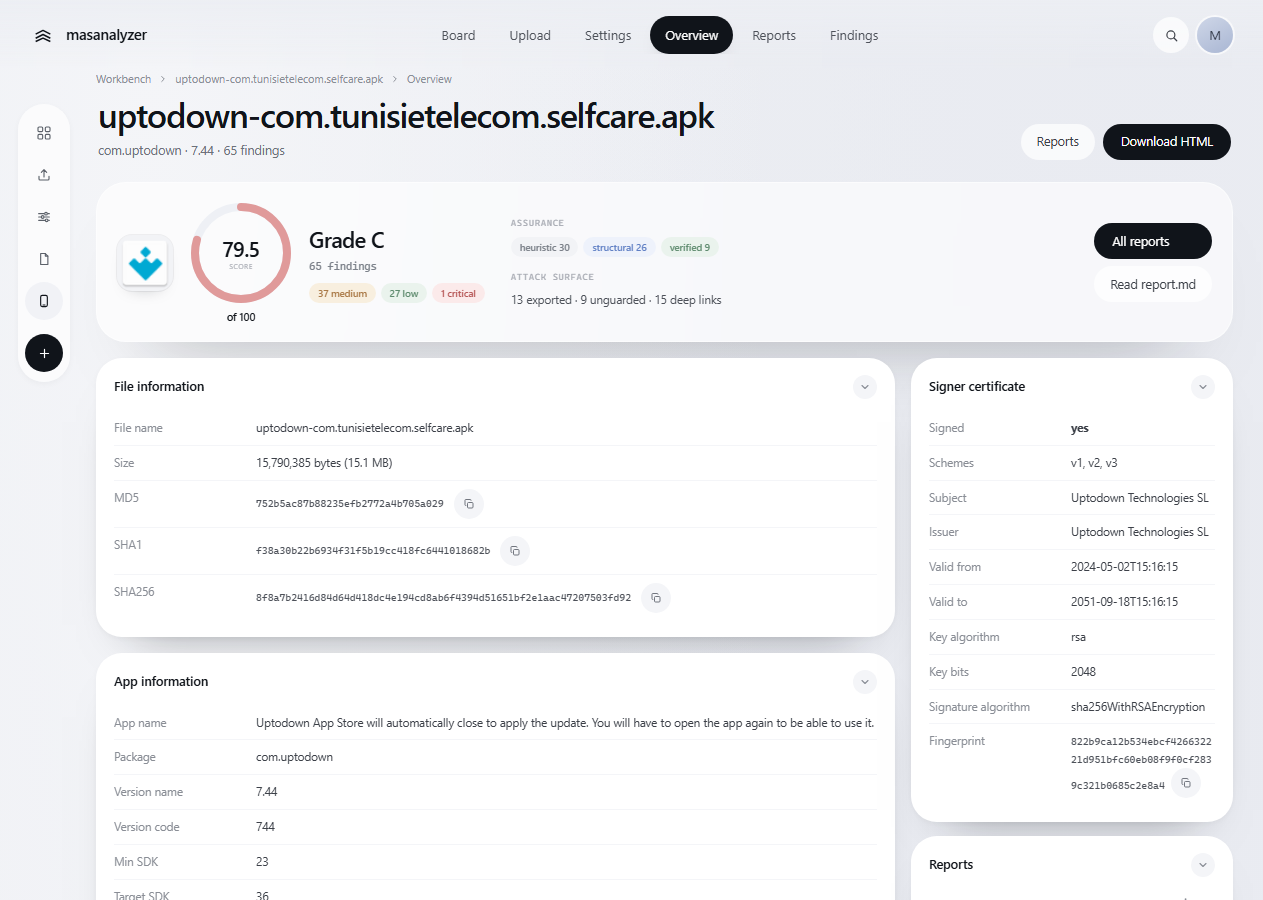 masanalyzer
Board Upload Settings Overview Reports Findings
M
Workbench > uptodown-com.tunisietelecom.selfcare.apk > Overview
uptodown-com.tunisietelecom.selfcare.apk
com.uptodown · 7.44 · 65 findings
Reports
Download HTML
79.5
SCORE
of 100
Grade C
65 findings
37 medium 27 low 1 critical
ASSURANCE
heuristic 30 structural 26 verified 9
ATTACK SURFACE
13 exported · 9 unguarded · 15 deep links
All reports
Read report.md
File information
File name uptodown-com.tunisietelecom.selfcare.apk
Size 15,790,385 bytes (15.1 MB)
MD5 752b5ac87b88235efb2772a4b705a029
SHA1 f38a30b22b6934f31f5b19cc418fc6441018682b
SHA256 8f8a7b2416d84d64d418dc4e194cd8ab6f4394d51651bf2e1aac47207503fd92
App information
App name Uptodown App Store will automatically close to apply the update. You will have to open the app again to be able to use it.
Package com.uptodown
Version name 7.44
Version code 744
Min SDK 23
Target SDK 36
Signer certificate
Signed yes
Schemes v1, v2, v3
Subject Uptodown Technologies SL
Issuer Uptodown Technologies SL
Valid from 2024-05-02T15:16:15
Valid to 2051-09-18T15:16:15
Key algorithm rsa
Key bits 2048
Signature algorithm sha256WithRSAEncryption
Fingerprint 822b9ca12b534ebcf4266322
21d951bfc60eb08f9f0cf283
9c321b0685c2e8a4
Reports